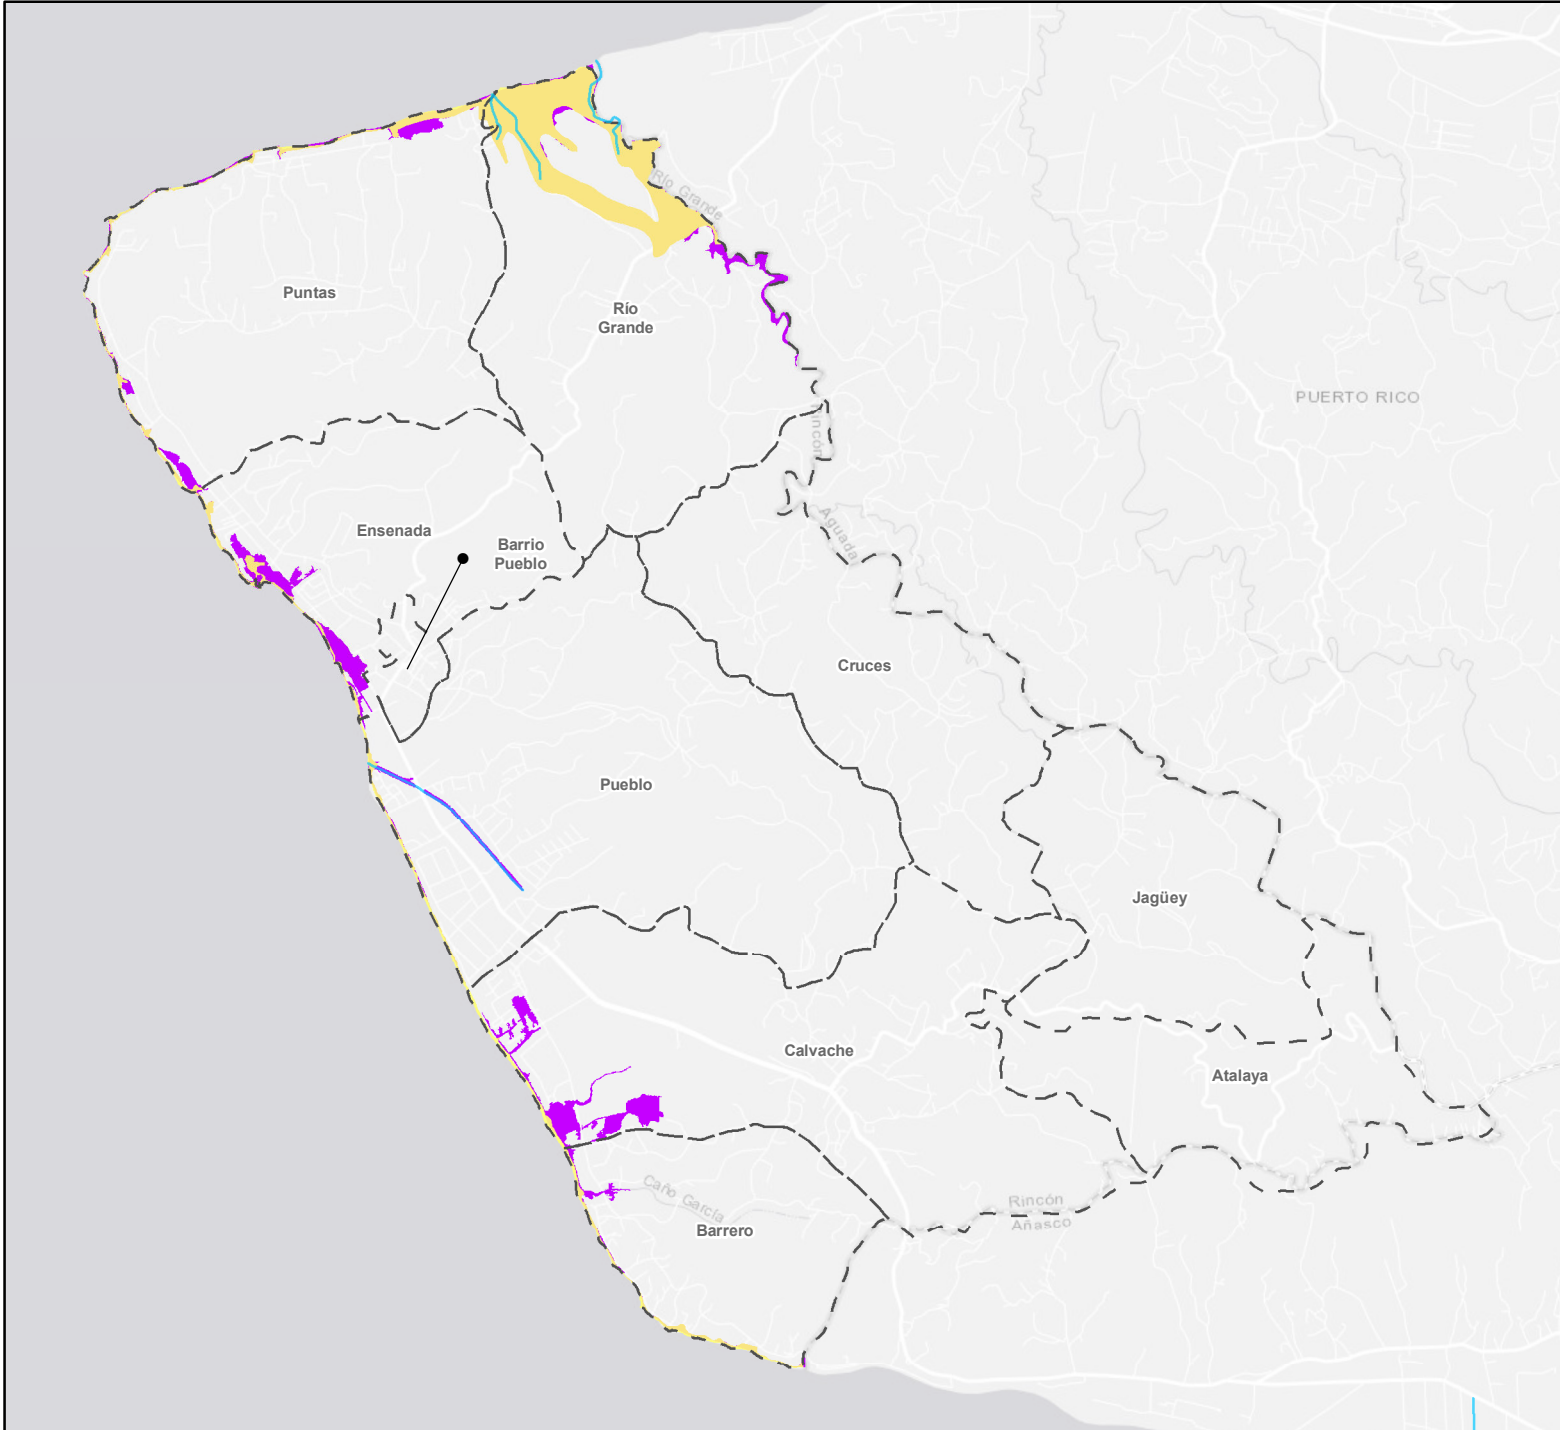 Río Grande
Puntas
Río
Grande
PUERTO RICO
Rincón
Aguada
Ensenada
Barrio
Pueblo
Cruces
Pueblo
Jagüey
Calvache
Atalaya
Caño García
Barrero
Rincón
Añasco